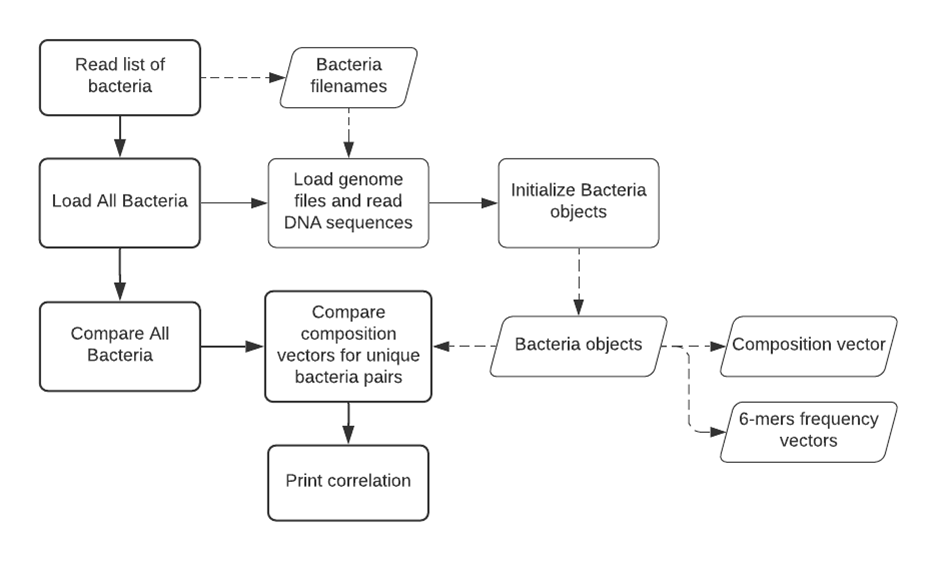 Read list of
bacteria
Bacteria
filenames
Load All Bacteria
Load genome
files and read
DNA sequences
Initialize Bacteria
objects
Compare All
Bacteria
Compare
composition
vectors for unique
bacteria pairs
Bacteria objects
Composition vector
6-mers frequency
vectors
Print correlation